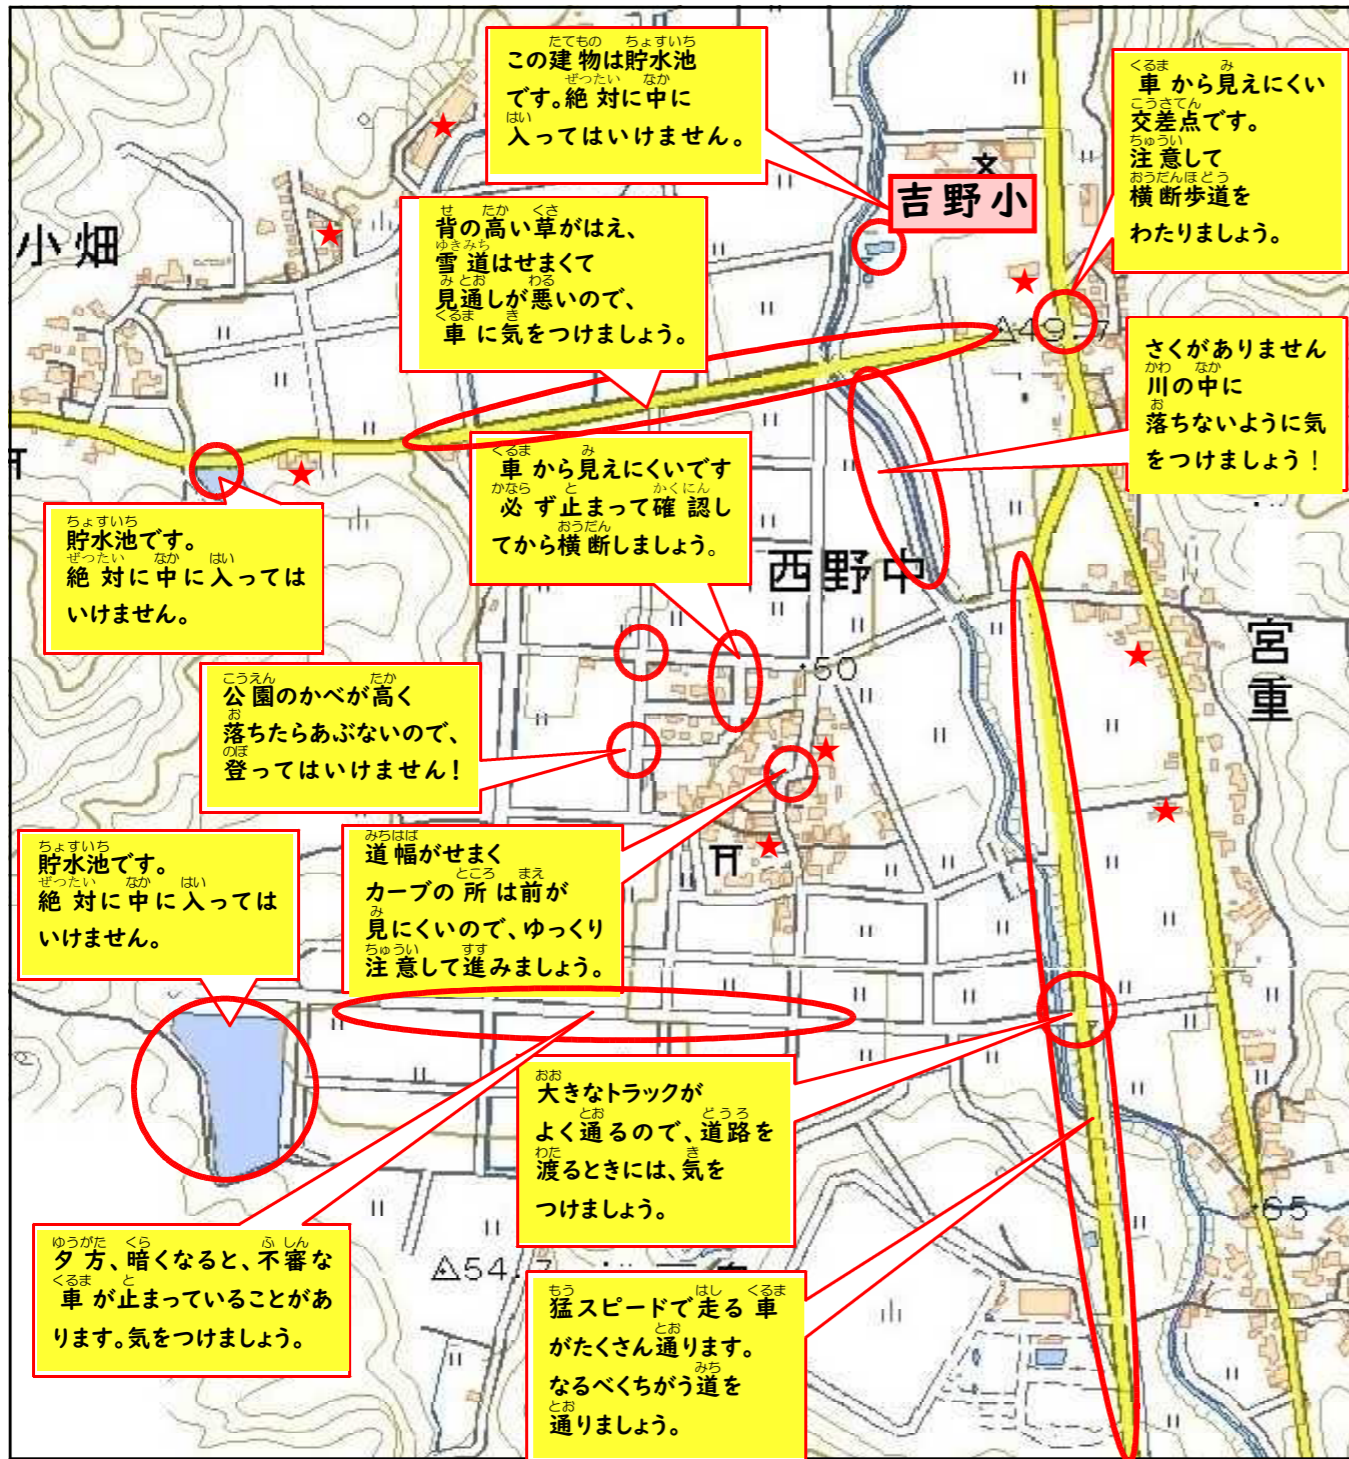 この建物は貯水池
です。絶対に中に
入ってはいけません。
車から見えにくい
交差点です。
注意して
横断歩道を
わたりましょう。
吉野小
背の高い草がはえ、
雪道はせまくて
見通しが悪いので、
車に気をつけましょう。
小畑
△49.7
さくがありません
川の中に
落ちないように気
をつけましょう！
車から見えにくいです
必ず止まって確認し
てから横断しましょう。
貯水池です。
絶対に中に入っては
いけません。
西野中
宮重
・50
公園のかべが高く
落ちたらあぶないので、
登ってはいけません！
貯水池です。
絶対に中に入っては
いけません。
道幅がせまく
カーブの所は前が
見にくいので、ゆっくり
注意して進みましょう。
大きなトラックが
よく通るので、道路を
渡るときには、気を
つけましょう。
・65
夕方、暗くなると、不審な
車が止まっていることがあ
ります。気をつけましょう。
△54.7
猛スピードで走る車
がたくさん通ります。
なるべくちがう道を
通りましょう。